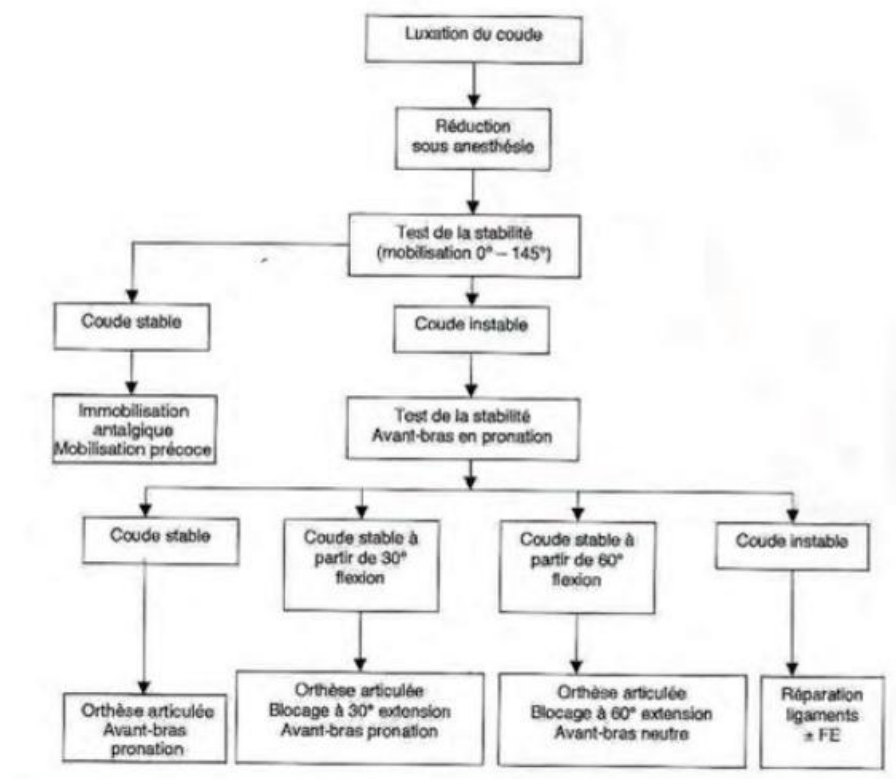 Luxation du coude
Réduction
sous anesthésie
Test de la stabilité
(mobilisation 0° – 145°)
Coude stable
Coude instable
Immobilisation
antalgique
Mobilisation précoce
Test de la stabilité
Avant-bras en pronation
Coude stable
Coude stable à
partir de 30°
flexion
Coude stable à
partir de 60°
flexion
Coude instable
Orthèse articulée
Avant-bras
pronation
Orthèse articulée
Blocage à 30° extension
Avant-bras pronation
Orthèse articulée
Blocage à 60° extension
Avant-bras neutre
Réparation
ligaments
± FE